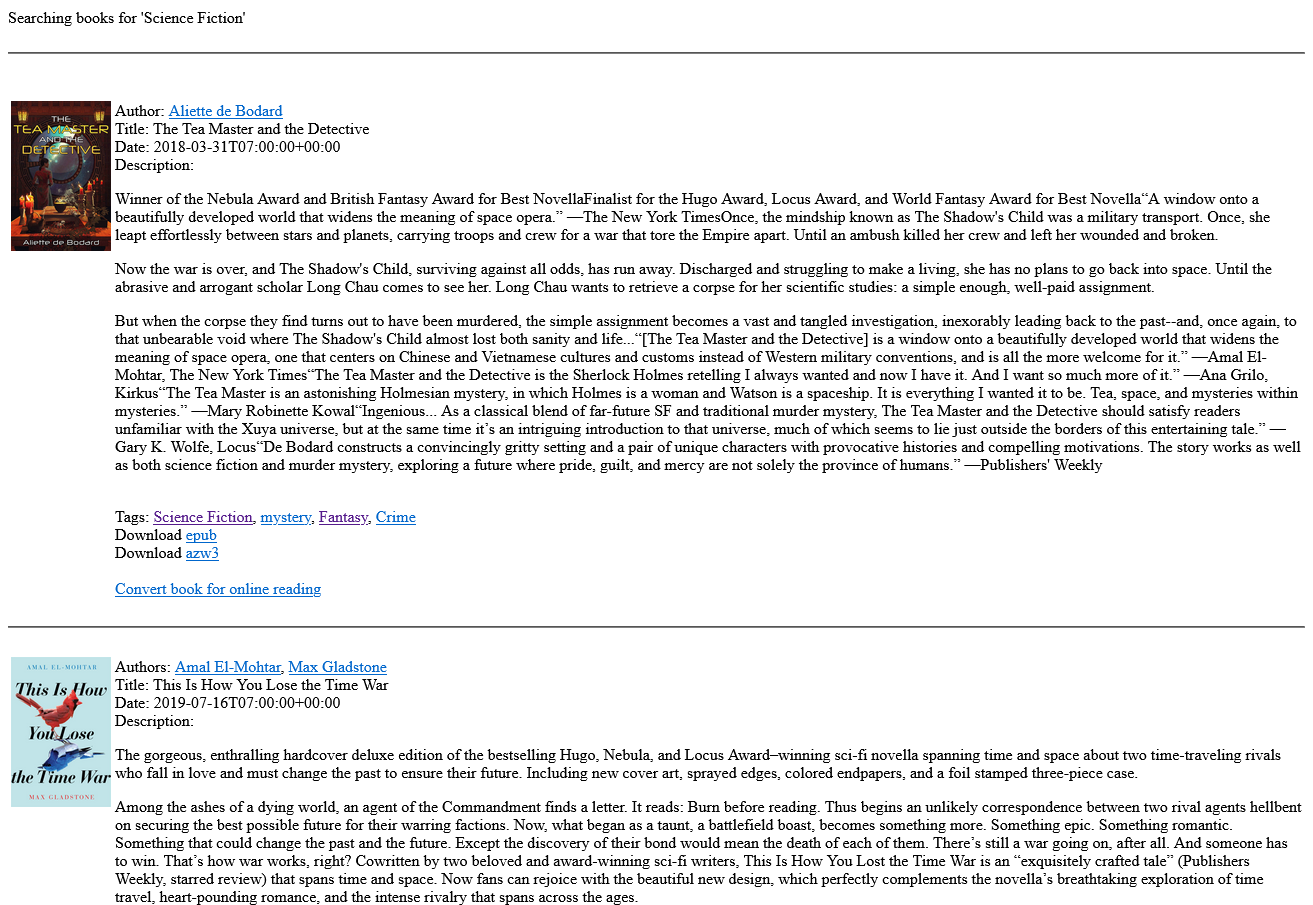 Searching books for 'Science Fiction'
THE
TEA MASTER
AND THE
DETECTIVE
Aliette de Bodard
Author: Aliette de Bodard
Title: The Tea Master and the Detective
Date: 2018-03-31T07:00:00+00:00
Description:
Winner of the Nebula Award and British Fantasy Award for Best NovellaFinalist for the Hugo Award, Locus Award, and World Fantasy Award for Best Novella“A window onto a
beautifully developed world that widens the meaning of space opera.” —The New York TimesOnce, the mindship known as The Shadow's Child was a military transport. Once, she
leapt effortlessly between stars and planets, carrying troops and crew for a war that tore the Empire apart. Until an ambush killed her crew and left her wounded and broken.
Now the war is over, and The Shadow's Child, surviving against all odds, has run away. Discharged and struggling to make a living, she has no plans to go back into space. Until the
abrasive and arrogant scholar Long Chau comes to see her. Long Chau wants to retrieve a corpse for her scientific studies: a simple enough, well-paid assignment.
But when the corpse they find turns out to have been murdered, the simple assignment becomes a vast and tangled investigation, inexorably leading back to the past--and, once again, to
that unbearable void where The Shadow's Child almost lost both sanity and life...“[The Tea Master and the Detective] is a window onto a beautifully developed world that widens the
meaning of space opera, one that centers on Chinese and Vietnamese cultures and customs instead of Western military conventions, and is all the more welcome for it.” —Amal El-
Mohtar, The New York Times“The Tea Master and the Detective is the Sherlock Holmes retelling I always wanted and now I have it. And I want so much more of it.” —Ana Grilo,
Kirkus“The Tea Master is an astonishing Holmesian mystery, in which Holmes is a woman and Watson is a spaceship. It is everything I wanted it to be. Tea, space, and mysteries within
mysteries.” —Mary Robinette Kowal“Ingenious... As a classical blend of far-future SF and traditional murder mystery, The Tea Master and the Detective should satisfy readers
unfamiliar with the Xuya universe, but at the same time it’s an intriguing introduction to that universe, much of which seems to lie just outside the borders of this entertaining tale.” —
Gary K. Wolfe, Locus“De Bodard constructs a convincingly gritty setting and a pair of unique characters with provocative histories and compelling motivations. The story works as well
as both science fiction and murder mystery, exploring a future where pride, guilt, and mercy are not solely the province of humans.” —Publishers' Weekly
Tags: Science Fiction, mystery, Fantasy, Crime
Download epub
Download azw3
Convert book for online reading
AMAL EL-MOHTAR
This Is How
You Lose
the Time War
MAX GLADSTONE
Authors: Amal El-Mohtar, Max Gladstone
Title: This Is How You Lose the Time War
Date: 2019-07-16T07:00:00+00:00
Description:
The gorgeous, enthralling hardcover deluxe edition of the bestselling Hugo, Nebula, and Locus Award–winning sci-fi novella spanning time and space about two time-traveling rivals
who fall in love and must change the past to ensure their future. Including new cover art, sprayed edges, colored endpapers, and a foil stamped three-piece case.
Among the ashes of a dying world, an agent of the Commandment finds a letter. It reads: Burn before reading. Thus begins an unlikely correspondence between two rival agents hellbent
on securing the best possible future for their warring factions. Now, what began as a taunt, a battlefield boast, becomes something more. Something epic. Something romantic.
Something that could change the past and the future. Except the discovery of their bond would mean the death of each of them. There’s still a war going on, after all. And someone has
to win. That’s how war works, right? Cowritten by two beloved and award-winning sci-fi writers, This Is How You Lost the Time War is an “exquisitely crafted tale” (Publishers
Weekly, starred review) that spans time and space. Now fans can rejoice with the beautiful new design, which perfectly complements the novella’s breathtaking exploration of time
travel, heart-pounding romance, and the intense rivalry that spans across the ages.